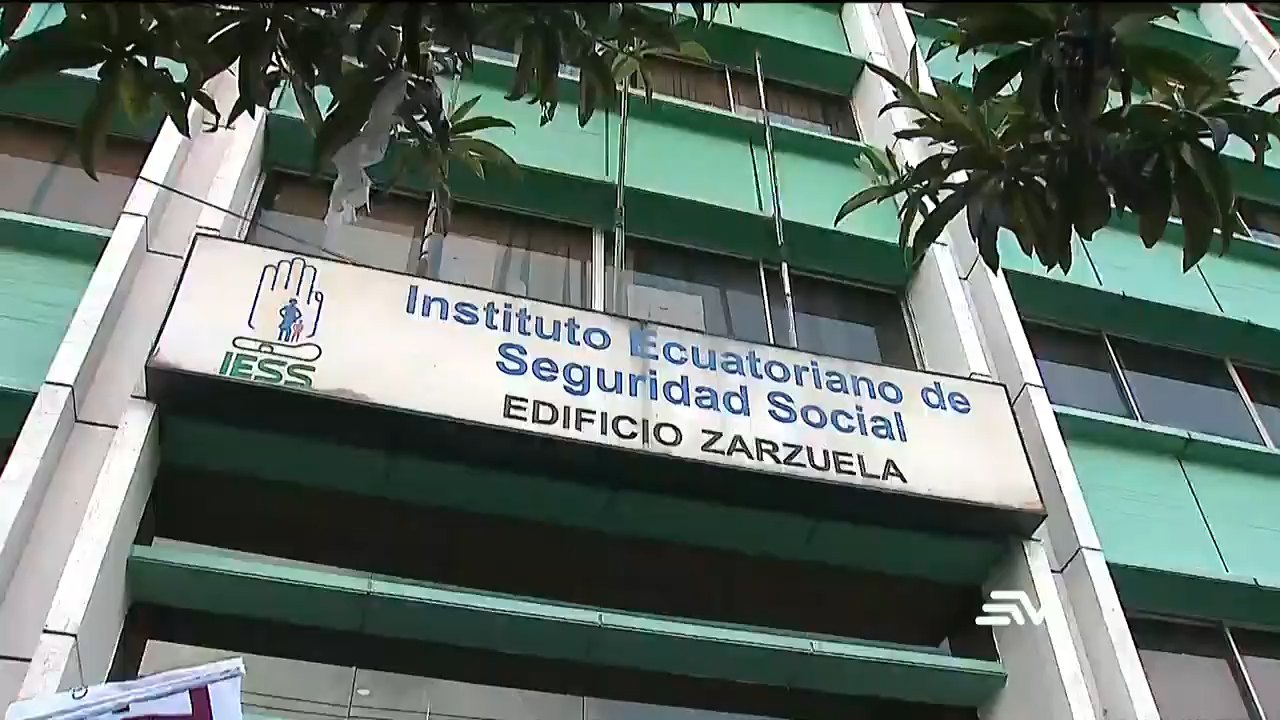 IESS
Instituto Ecuatoriano de
Seguridad Social
EDIFICIO ZARZUELA